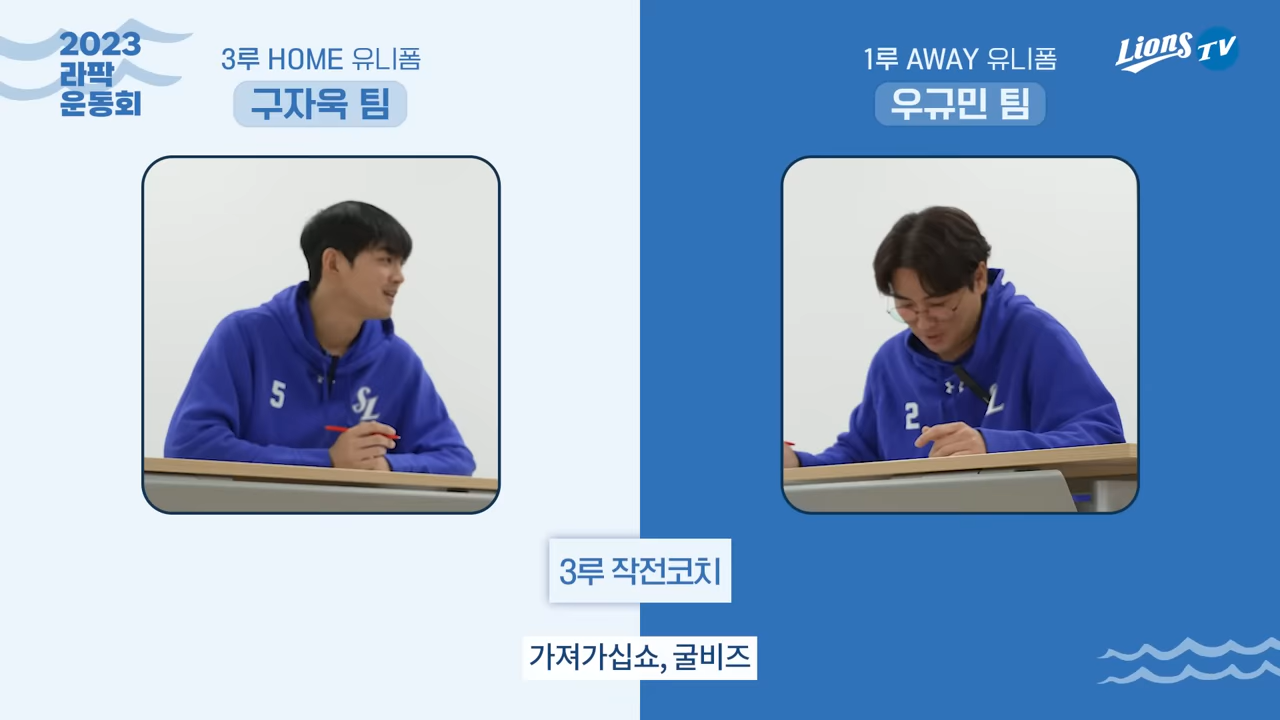 2023
라팍
운동회
3루 HOME 유니폼
구자욱 팀
1루 AWAY 유니폼
우규민 팀
Lions TV
5
SL
2
L
3루 작전코치
가져가십쇼, 굴비즈